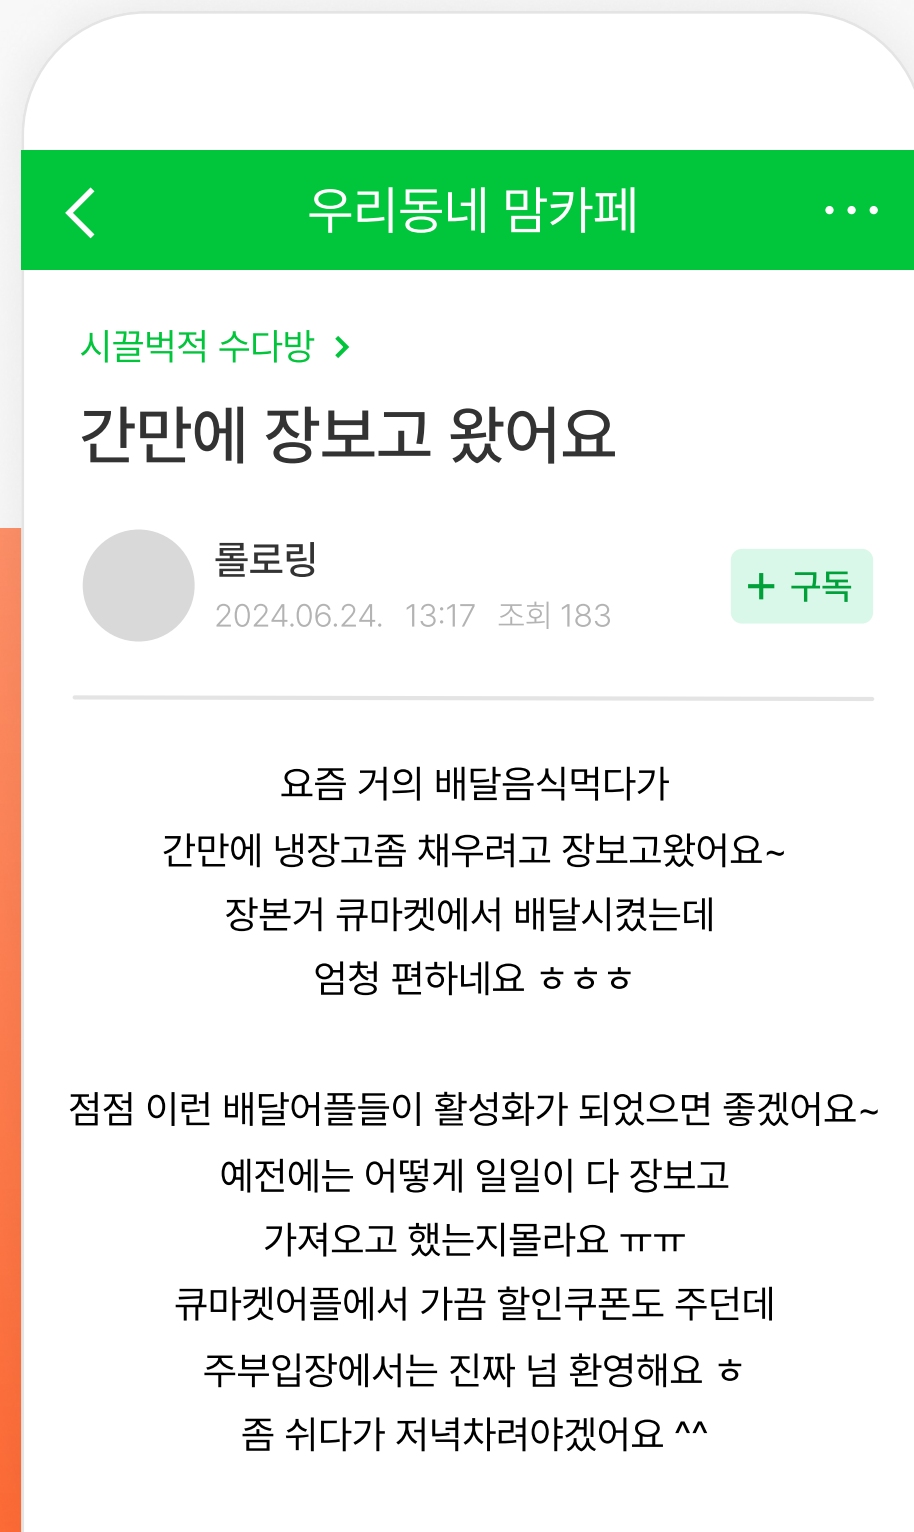 우리동네 맘카페
시끌벅적 수다방
간만에 장보고 왔어요
롤로링
2024.06.24. 13:17 조회 183
+ 구독
요즘 거의 배달음식먹다가
간만에 냉장고좀 채우려고 장보고왔어요~
장본거 큐마켓에서 배달시켰는데
엄청 편하네요 ㅎㅎㅎ
점점 이런 배달어플들이 활성화가 되었으면 좋겠어요~
예전에는 어떻게 일일이 다 장보고
가져오고 했는지몰라요 ㅠㅠ
큐마켓어플에서 가끔 할인쿠폰도 주던데
주부입장에서는 진짜 넘 환영해요 ㅎ
좀 쉬다가 저녁차려야겠어요 ^^